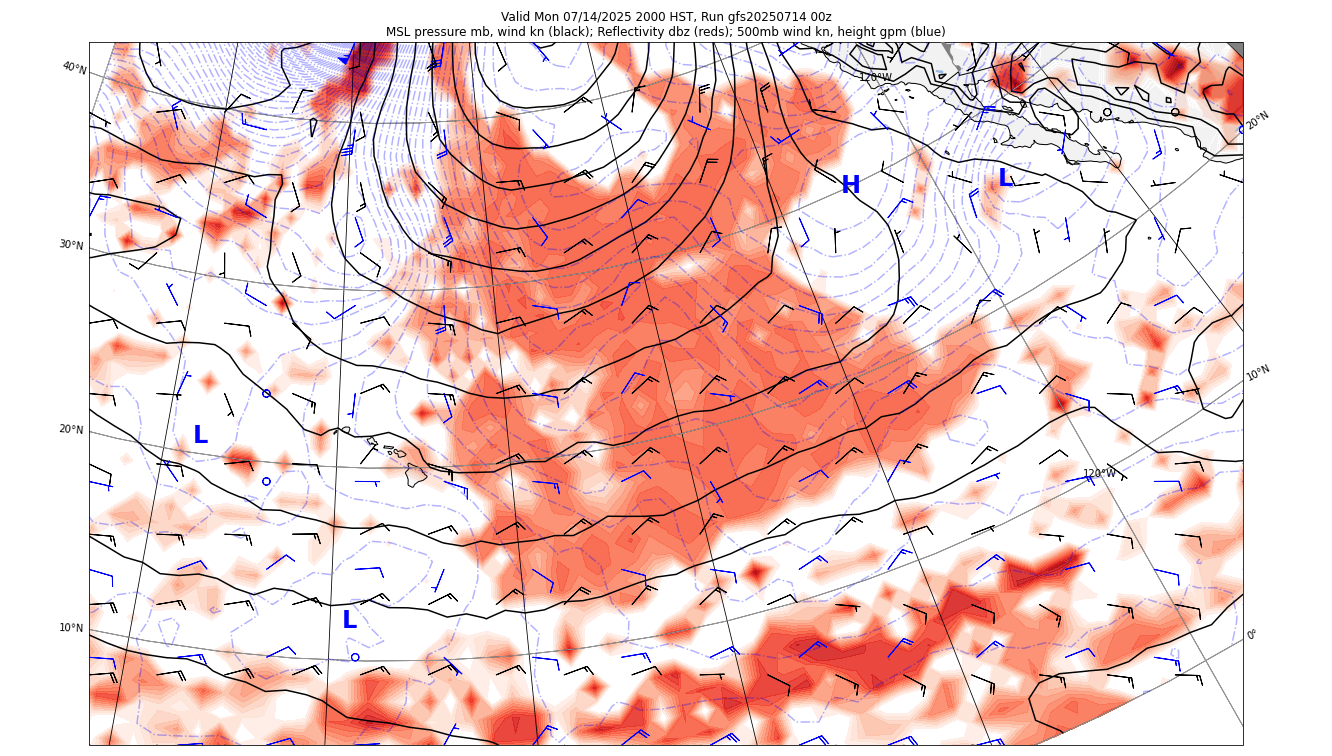 Valid Mon 07/14/2025 2000 HST, Run gfs20250714 00z
MSL pressure mb, wind kn (black); Reflectivity dbz (reds); 500mb wind kn, height gpm (blue)
40°N
120°W
20°N
H
L
30°N
10°N
20°N
L
120°W
L
10°N
0°